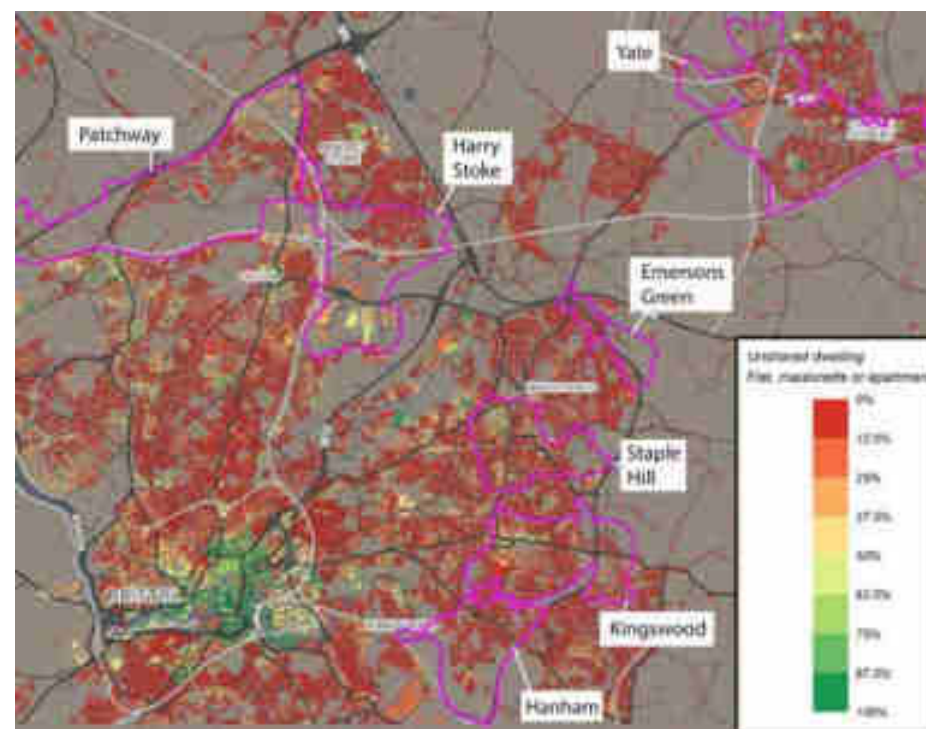 Yate
Patchway
Harry
Stoke
Emersons
Green
Staple
Hill
Kingswood
Hanham
Unshared dwelling
Flat, maisonette or apartment
0%
12.5%
25%
37.5%
50%
62.5%
75%
87.5%
100%